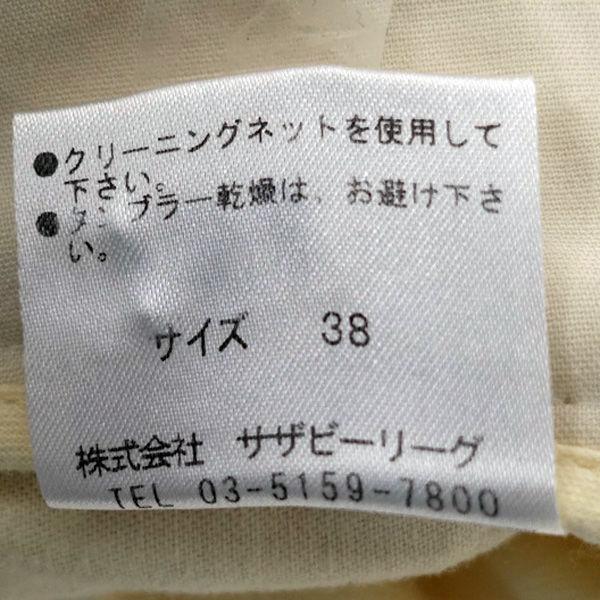 ●クリーニングネットを使用して
下さい。
●タンブラー乾燥は、お避け下さ
い。
サイズ 38
株式会社 サザビーリーグ
TEL 03-5159-7800